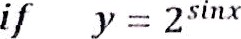 if y = 2^{sinx}